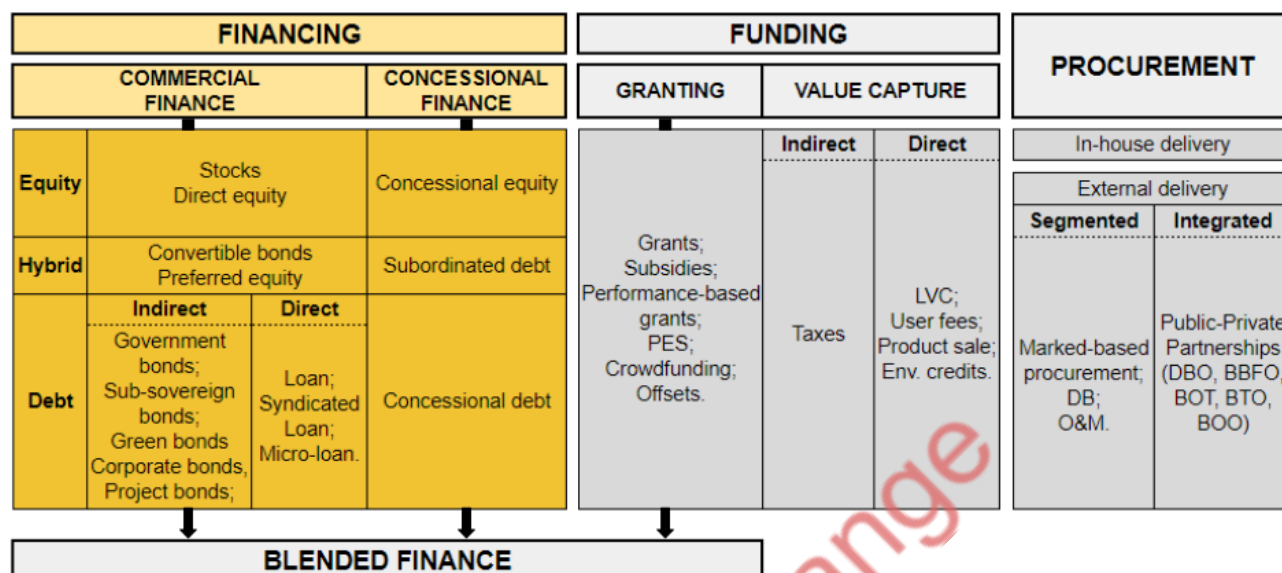 FINANCING
FUNDING
PROCUREMENT
COMMERCIAL
FINANCE
CONCESSIONAL
FINANCE
GRANTING
VALUE CAPTURE
Equity
Stocks
Direct equity
Concessional equity
Hybrid
Convertible bonds
Preferred equity
Subordinated debt
Debt
Indirect
Government
bonds;
Sub-sovereign
bonds;
Green bonds
Corporate bonds,
Project bonds;
Direct
Loan;
Syndicated
Loan;
Micro-loan.
Concessional debt
Grants;
Subsidies;
Performance-based
grants;
PES;
Crowdfunding;
Offsets.
Indirect
Taxes
Direct
LVC;
User fees;
Product sale;
Env. credits.
In-house delivery
External delivery
Segmented
Marked-based
procurement;
DB;
O&M.
Integrated
Public-Private
Partnerships
(DBO, BBFO,
BOT, BTO,
BOO)
BLENDED FINANCE
ange